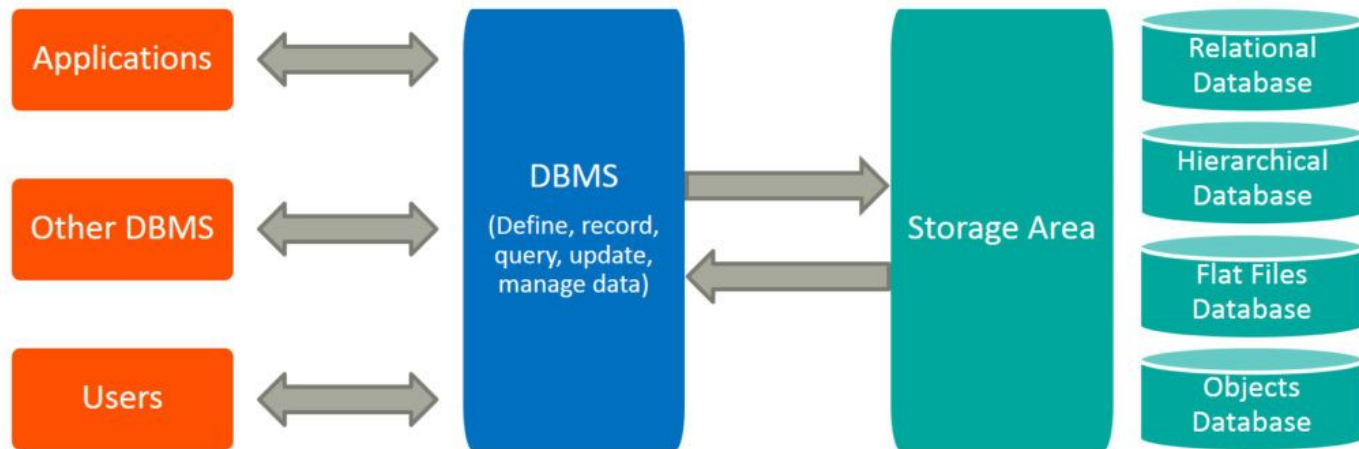 Applications
Other DBMS
Users
DBMS
(Define, record,
query, update,
manage data)
Storage Area
Relational
Database
Hierarchical
Database
Flat Files
Database
Objects
Database